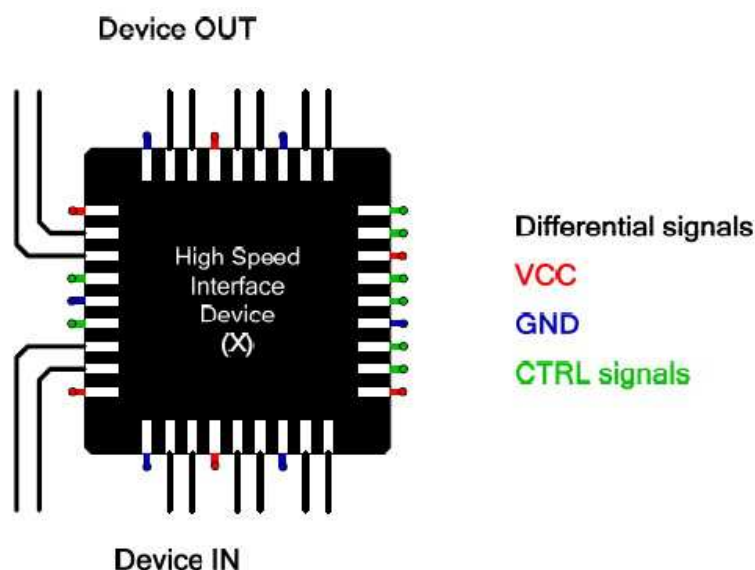 Device OUT
High Speed
Interface
Device
(X)
Differential signals
VCC
GND
CTRL signals
Device IN